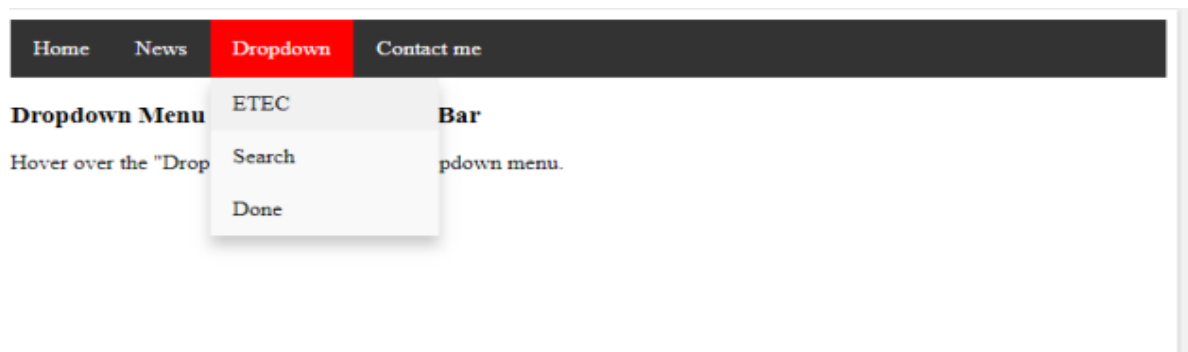 Home News Dropdown Contact me
ETEC
Dropdown Menu Bar
Search
Hover over the "Drop pdown menu.
Done